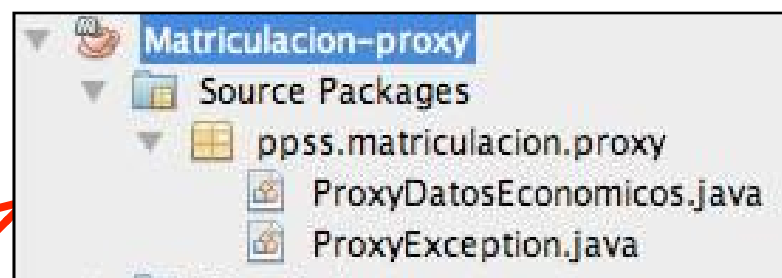 Matriculacion-proxy
Source Packages
ppss.matriculacion.proxy
ProxyDatosEconomicos.java
ProxyException.java